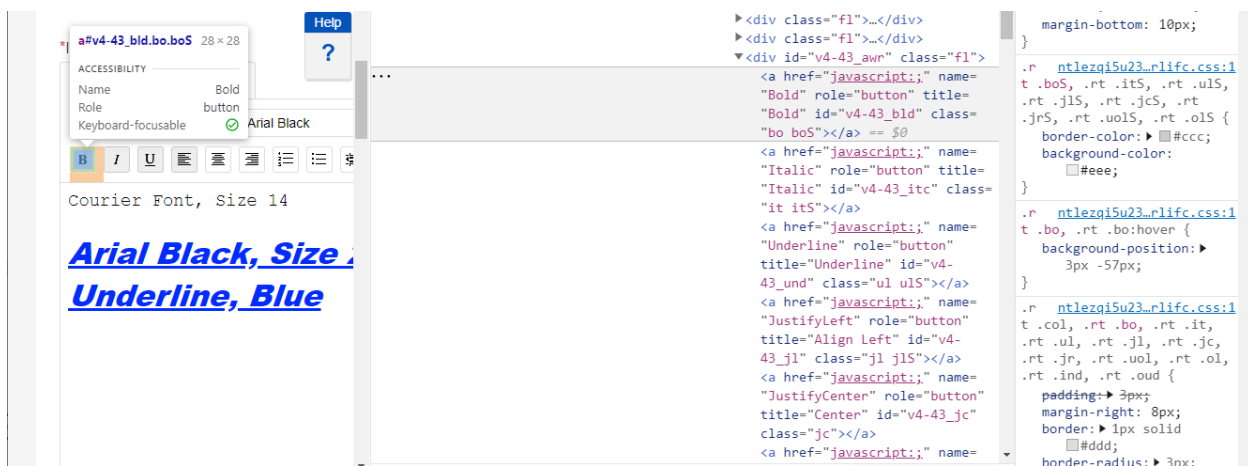 Help
?
a#v4-43_bld.bo.boS 28 × 28
ACCESSIBILITY
Name Bold
Role button
Keyboard-focusable
Arial Black
B I U
Courier Font, Size 14
Arial Black, Size
Underline, Blue
<div class="fl">…</div>
<div class="fl">…</div>
<div id="v4-43_awr" class="fl">
...
<a href="javascript:;" name=
"Bold" role="button" title=
"Bold" id="v4-43_bld" class=
"bo boS"></a> == $0
<a href="javascript:;" name=
"Italic" role="button" title=
"Italic" id="v4-43_itc" class=
"it itS"></a>
<a href="javascript:;" name=
"Underline" role="button"
title="Underline" id="v4-
43_und" class="ul ulS"></a>
<a href="javascript:;" name=
"JustifyLeft" role="button"
title="Align Left" id="v4-
43_jl" class="jl jlS"></a>
<a href="javascript:;" name=
"JustifyCenter" role="button"
title="Center" id="v4-43_jc"
class="jc"></a>
<a href="javascript:;" name=
margin-bottom: 10px;
}
.r ntlezqi5u23…rlifc.css:1
t .boS, .rt .itS, .rt .ulS,
.rt .jlS, .rt .jcS, .rt
.jrS, .rt .uolS, .rt .olS {
border-color: #ccc;
background-color:
#eee;
}
.r ntlezqi5u23…rlifc.css:1
t .bo, .rt .bo:hover {
background-position:
3px -57px;
}
.r ntlezqi5u23…rlifc.css:1
t .col, .rt .bo, .rt .it,
.rt .ul, .rt .jl, .rt .jc,
.rt .jr, .rt .uol, .rt .ol,
.rt .ind, .rt .oud {
padding: 3px;
margin-right: 8px;
border: 1px solid
#ddd;
border-radius: 3px;